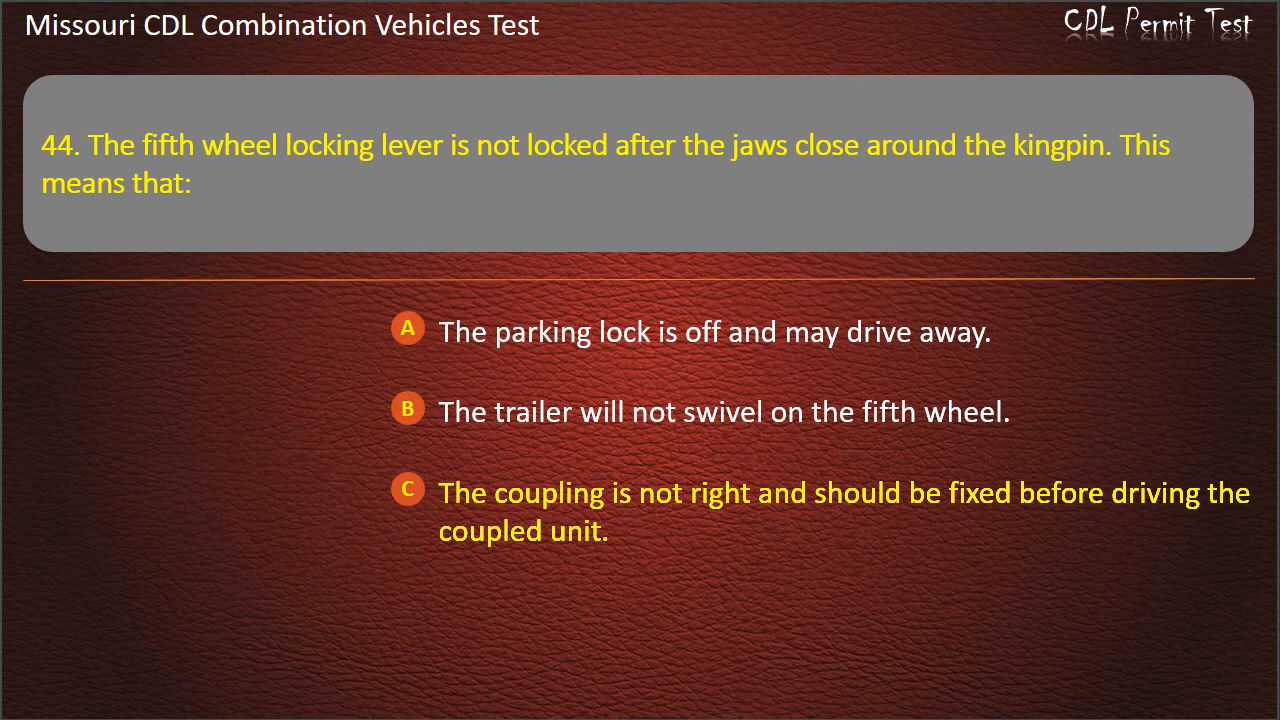 Missouri CDL Combination Vehicles Test
CDL Permit Test
44. The fifth wheel locking lever is not locked after the jaws close around the kingpin. This
means that:
A The parking lock is off and may drive away.
B The trailer will not swivel on the fifth wheel.
C The coupling is not right and should be fixed before driving the
coupled unit.